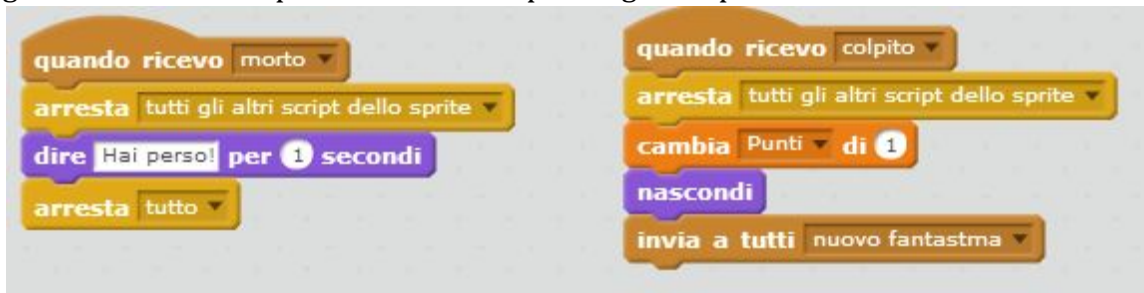 quando ricevo morto
arresta tutti gli altri script dello sprite
dire Hai perso! per 1 secondi
arresta tutto
quando ricevo colpito
arresta tutti gli altri script dello sprite
cambia Punti di 1
nascondi
invia a tutti nuovo fantastma